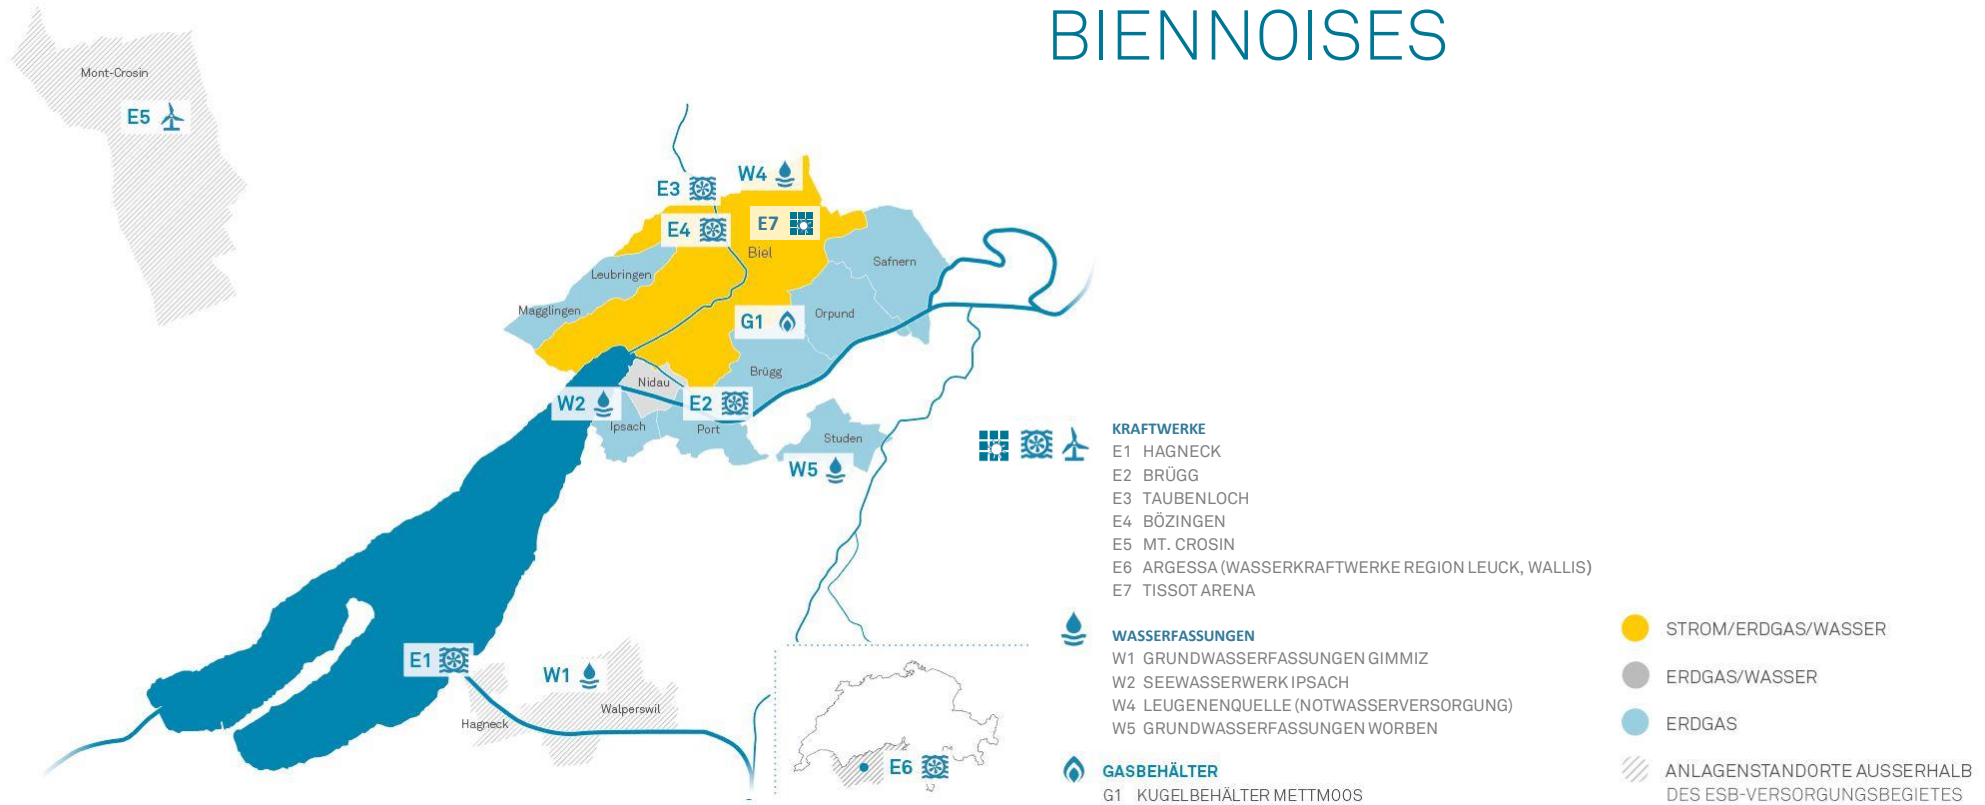 BIENNOISES
Mont-Crosin
E5
W4
E3
E7
E4
Biel
Safnern
Leubringen
Magglingen
Orpund
G1
Brügg
Nidau
W2
E2
Ipsach
Port
Studen
W5
E1
W1
Walperswil
Hagneck
E6
KRAFTWERKE
E1 HAGNECK
E2 BRÜGG
E3 TAUBENLOCH
E4 BÖZINGEN
E5 MT. CROSIN
E6 ARGESSA (WASSERKRAFTWERKE REGION LEUCK, WALLIS)
E7 TISSOT ARENA
WASSERFASSUNGEN
W1 GRUNDWASSERFASSUNGEN GIMMIZ
W2 SEEWASSERWERK IPSACH
W4 LEUGENENQUELLE (NOTWASSERVERSORGUNG)
W5 GRUNDWASSERFASSUNGEN WORBEN
GASBEHÄLTER
G1 KUGELBEHÄLTER METTMOOS
STROM/ERDGAS/WASSER
ERDGAS/WASSER
ERDGAS
ANLAGENSTANDORTE AUSSERHALB
DES ESB-VERSORGUNGSBEGIETES